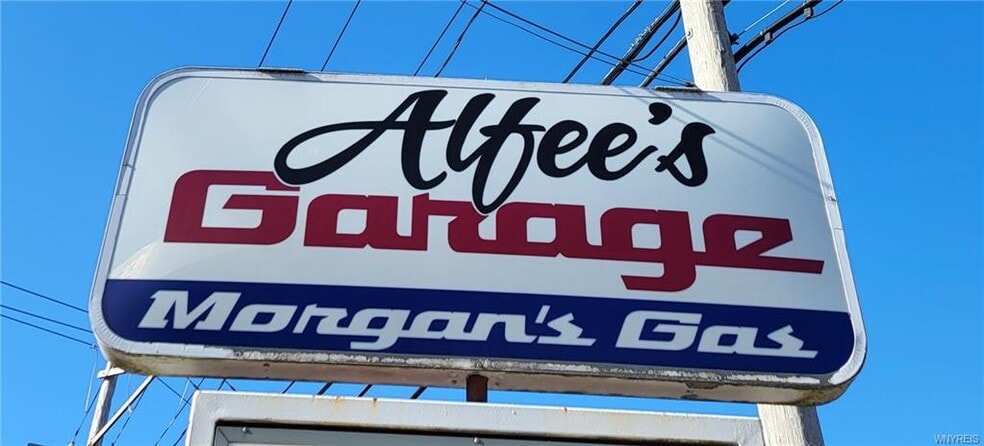 Alfee's
Garage
Morgan's Gas
WNYREIS